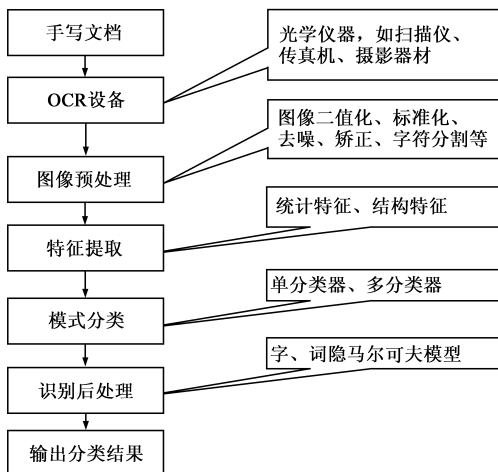 手写文档
光学仪器，如扫描仪、
传真机、摄影器材
OCR设备
图像二值化、标准化、
去噪、矫正、字符分割等
图像预处理
统计特征、结构特征
特征提取
单分类器、多分类器
模式分类
字、词隐马尔可夫模型
识别后处理
输出分类结果